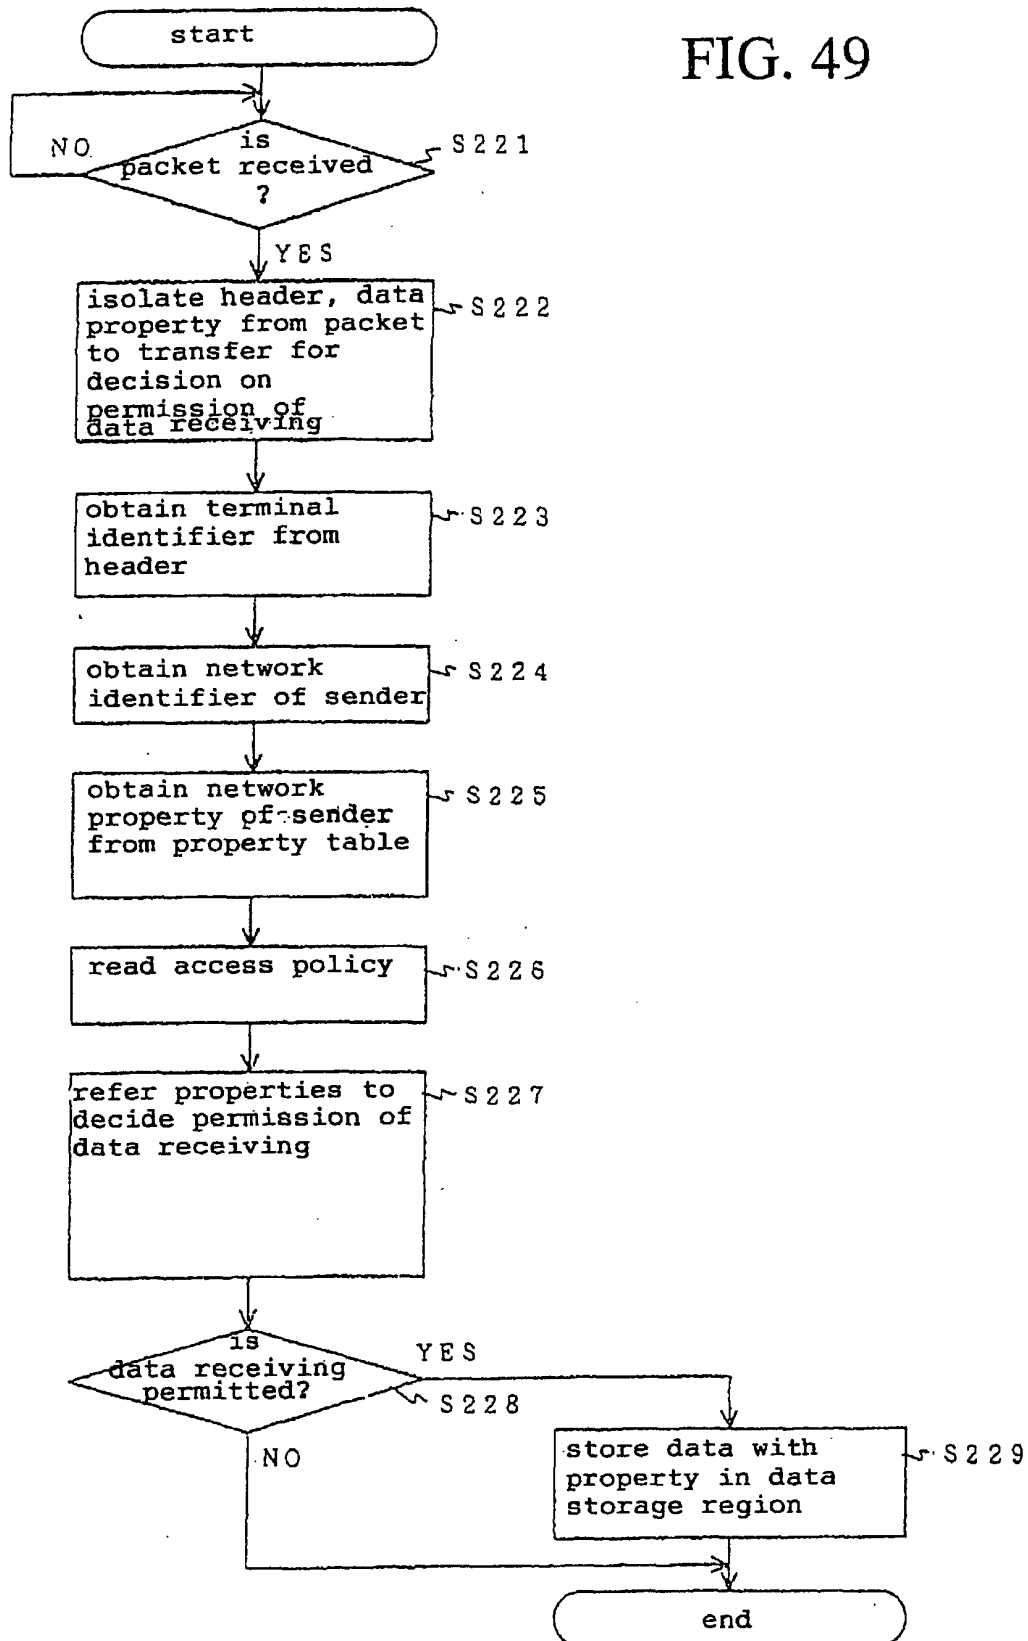 FIG. 49
start
is
packet received
?
S221
NO
YES
isolate header, data
property from packet
to transfer for
decision on
permission of
data receiving
S222
obtain terminal
identifier from
header
S223
obtain network
identifier of sender
S224
obtain network
property of sender
from property table
S225
read access policy
S226
refer properties to
decide permission of
data receiving
S227
is
data receiving
permitted?
YES
S228
NO
store data with
property in data
storage region
S229
end